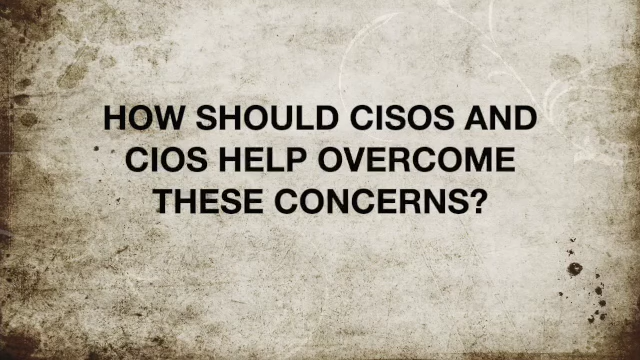 HOW SHOULD CISOS AND
CIOS HELP OVERCOME
THESE CONCERNS?